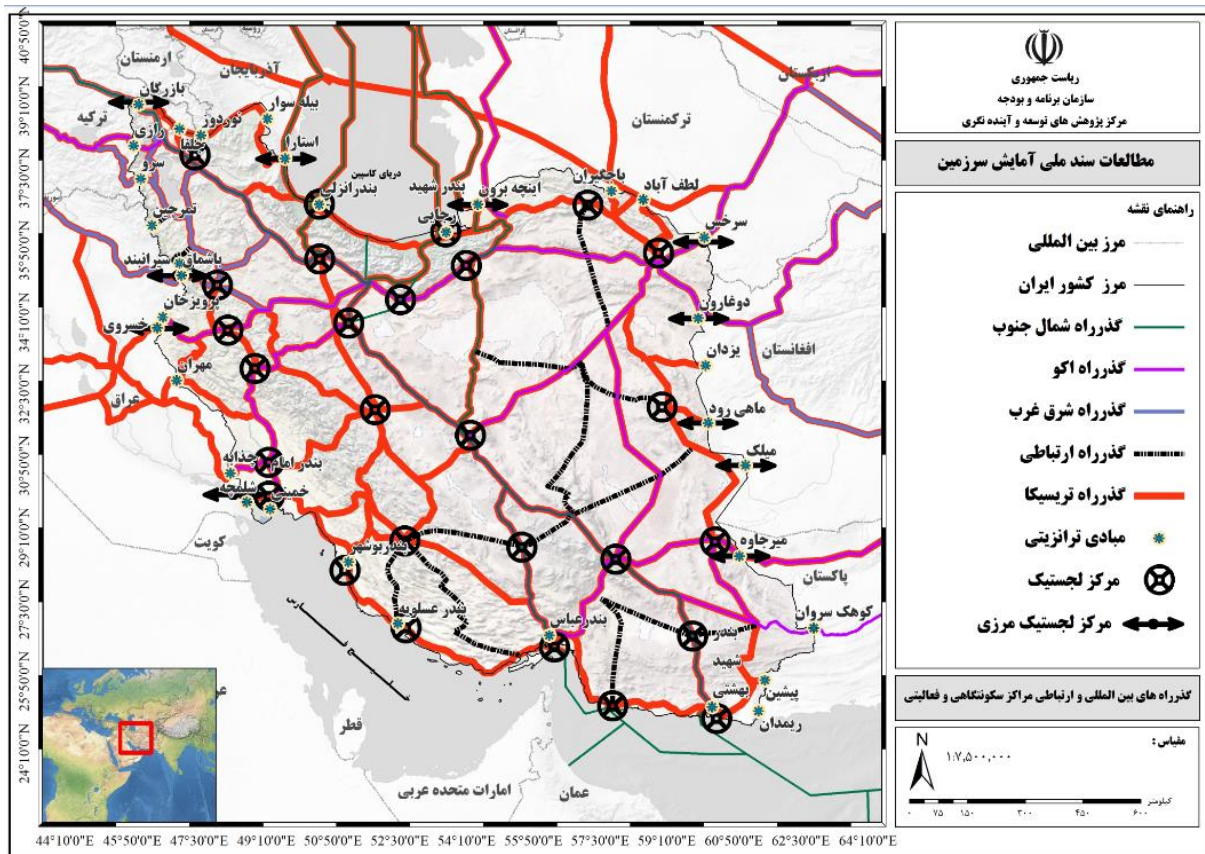 ریاست جمهوری
سازمان برنامه و بودجه
مرکز پژوهش های توسعه و آینده نگری
مطالعات سند ملی آمایش سرزمین
راهنمای نقشه
مرز بین المللی
مرز کشور ایران
گذرراه شمال جنوب
گذرراه اکو
گذرراه شرق غرب
گذرراه ارتباطی
گذرراه تریسیکا
مبادی ترانزیتی
مرکز لجستیک
مرکز لجستیک مرزی
گذرراه های بین المللی و ارتباطی مراکز سکونتگاهی و فعالیتی
مقیاس :
N
۱:۷,۵۰۰,۰۰۰
کیلومتر
۰ ۷۵ ۱۵۰ ۳۰۰ ۴۵۰ ۶۰۰
40°50'0"N
39°10'0"N
37°30'0"N
35°50'0"N
34°10'0"N
32°30'0"N
30°50'0"N
29°10'0"N
27°30'0"N
25°50'0"N
24°10'0"N
44°10'0"E 45°50'0"E 47°30'0"E 49°10'0"E 50°50'0"E 52°30'0"E 54°10'0"E 55°50'0"E 57°30'0"E 59°10'0"E 60°50'0"E 62°30'0"E 64°10'0"E
ارمنستان
آذربایجان
ازبکستان
ترکمنستان
ترکیه
بازرگان
رازی
سرو
جلفا
نوردوز
بیله سوار
استارا
دریای کاسپین
بندرانزلی
بندر شهید
رجایی
اینچه برون
باجگیران
لطف آباد
سرخس
دوغارون
افغانستان
یزدان
ماهی رود
میلک
میرجاوه
پاکستان
کوهک سروان
تمرچین
باشماق
سیرانبند
پرویزخان
خسروی
مهران
عراق
چذابه
شلمچه
بندر امام
خمینی
کویت
بندربوشهر
بندر عسلویه
بندرعباس
بندر
شهید
بهشتی
پیشین
ریمدان
خلیج فارس
قطر
امارات متحده عربی
عمان